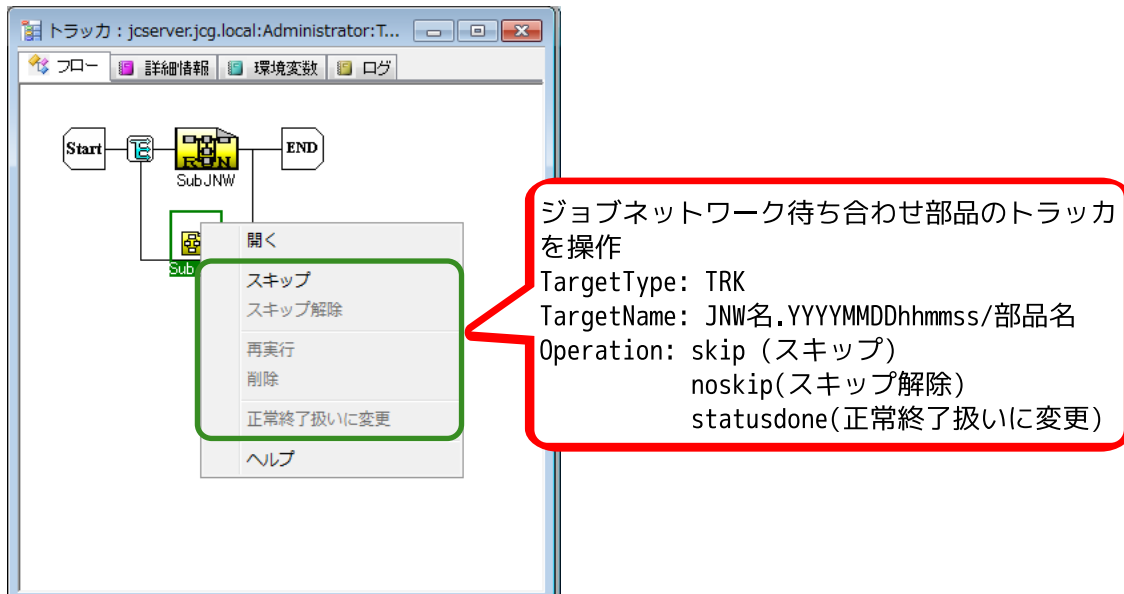 トラッカ : jcserver.jcg.local:Administrator:T...
フロー 詳細情報 環境変数 ログ
Start
RUN
END
SubJNW
Sub
開く
スキップ
スキップ解除
再実行
削除
正常終了扱いに変更
ヘルプ
ジョブネットワーク待ち合わせ部品のトラッカ
を操作
TargetType: TRK
TargetName: JNW名.YYYYMMDDhhmmss/部品名
Operation: skip (スキップ)
noskip(スキップ解除)
statusdone(正常終了扱いに変更)